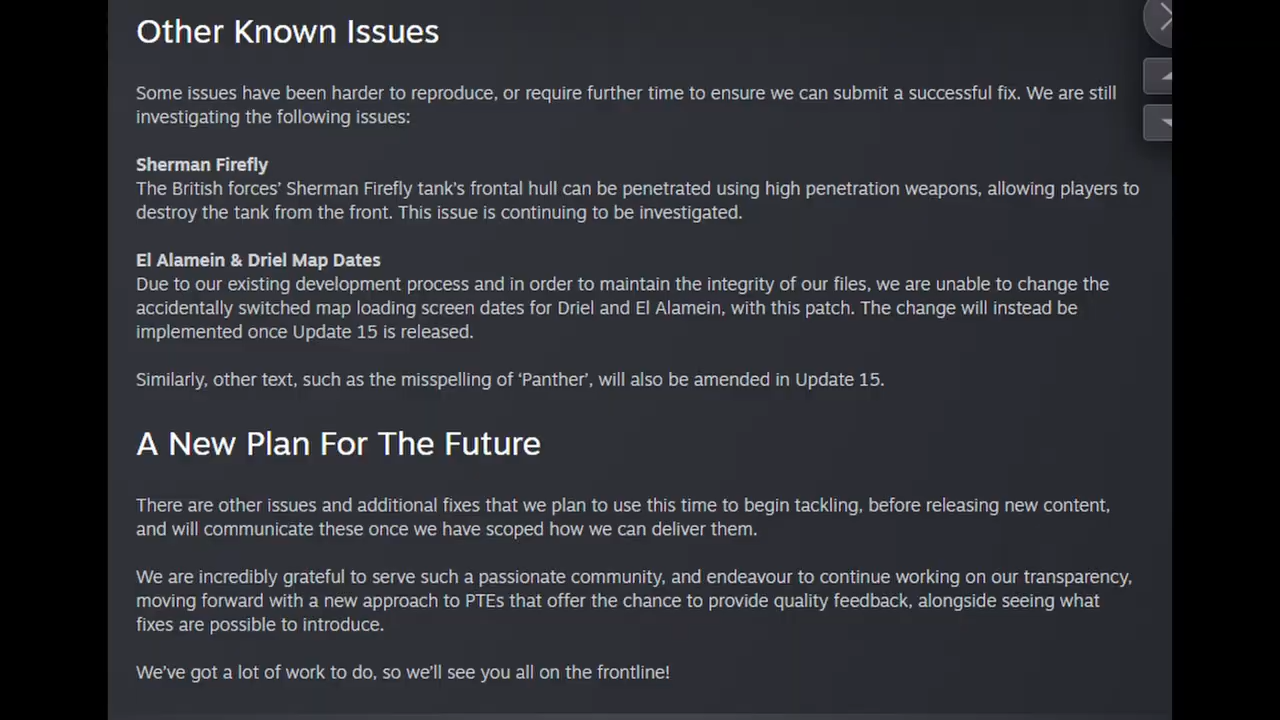 Other Known Issues
Some issues have been harder to reproduce, or require further time to ensure we can submit a successful fix. We are still
investigating the following issues:
Sherman Firefly
The British forces’ Sherman Firefly tank’s frontal hull can be penetrated using high penetration weapons, allowing players to
destroy the tank from the front. This issue is continuing to be investigated.
El Alamein & Driel Map Dates
Due to our existing development process and in order to maintain the integrity of our files, we are unable to change the
accidentally switched map loading screen dates for Driel and El Alamein, with this patch. The change will instead be
implemented once Update 15 is released.
Similarly, other text, such as the misspelling of ‘Panther’, will also be amended in Update 15.
A New Plan For The Future
There are other issues and additional fixes that we plan to use this time to begin tackling, before releasing new content,
and will communicate these once we have scoped how we can deliver them.
We are incredibly grateful to serve such a passionate community, and endeavour to continue working on our transparency,
moving forward with a new approach to PTEs that offer the chance to provide quality feedback, alongside seeing what
fixes are possible to introduce.
We’ve got a lot of work to do, so we’ll see you all on the frontline!